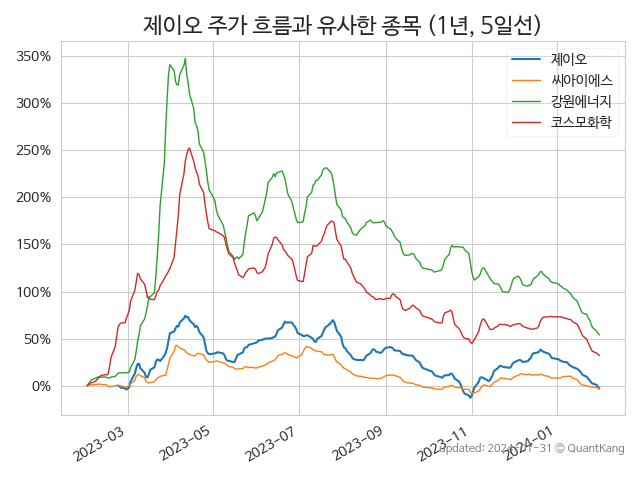 제이오 주가 흐름과 유사한 종목 (1년, 5일선)
제이오
씨아이에스
강원에너지
코스모화학
350%
300%
250%
200%
150%
100%
50%
0%
2023-03
2023-05
2023-07
2023-09
2023-11
2024-01
updated: 2024-01-31 © QuantKang